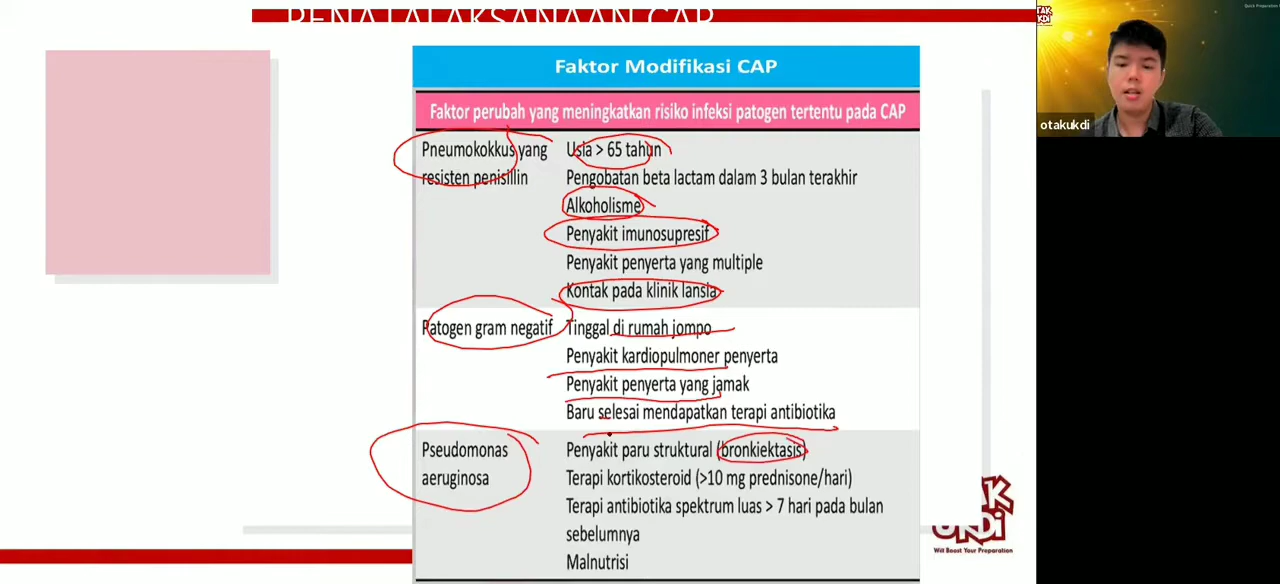 PENATALAKSANAAN CAP
Faktor Modifikasi CAP
Faktor perubah yang meningkatkan risiko infeksi patogen tertentu pada CAP
Pneumokokkus yang resisten penisillin
Usia > 65 tahun
Pengobatan beta lactam dalam 3 bulan terakhir
Alkoholisme
Penyakit imunosupresif
Penyakit penyerta yang multiple
Kontak pada klinik lansia
Patogen gram negatif
Tinggal di rumah jompo
Penyakit kardiopulmoner penyerta
Penyakit penyerta yang jamak
Baru selesai mendapatkan terapi antibiotika
Pseudomonas aeruginosa
Penyakit paru struktural (bronkiektasis)
Terapi kortikosteroid (>10 mg prednisone/hari)
Terapi antibiotika spektrum luas > 7 hari pada bulan
sebelumnya
Malnutrisi
otakukdi
Will Boost Your Preparation